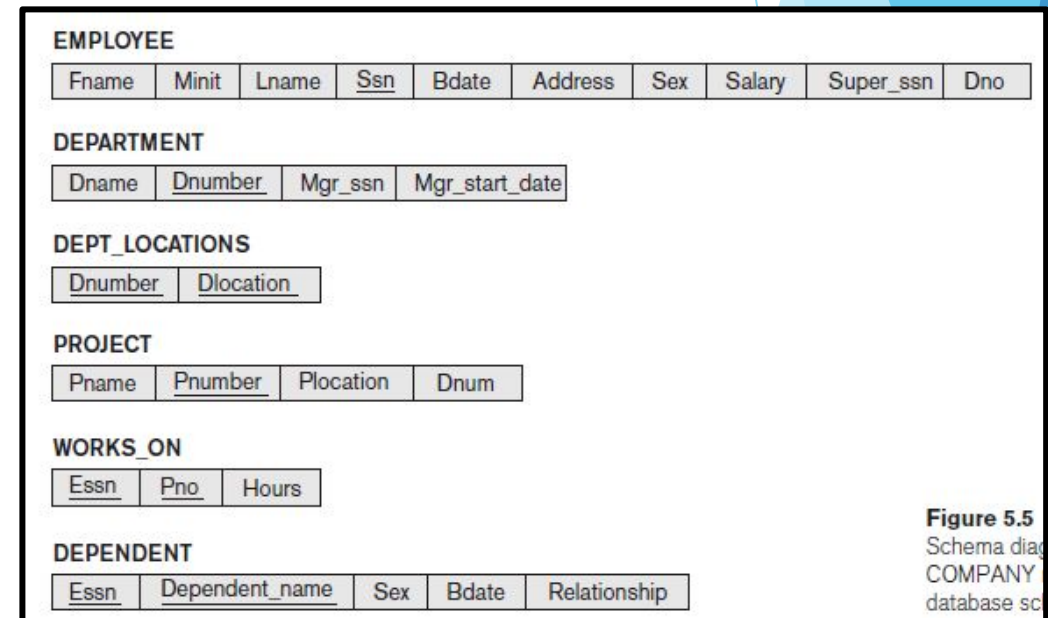 EMPLOYEE
Fname Minit Lname Ssn Bdate Address Sex Salary Super_ssn Dno
DEPARTMENT
Dname Dnumber Mgr_ssn Mgr_start_date
DEPT_LOCATIONS
Dnumber Dlocation
PROJECT
Pname Pnumber Plocation Dnum
WORKS_ON
Essn Pno Hours
DEPENDENT
Essn Dependent_name Sex Bdate Relationship
Figure 5.5
Schema
COMPANY
database